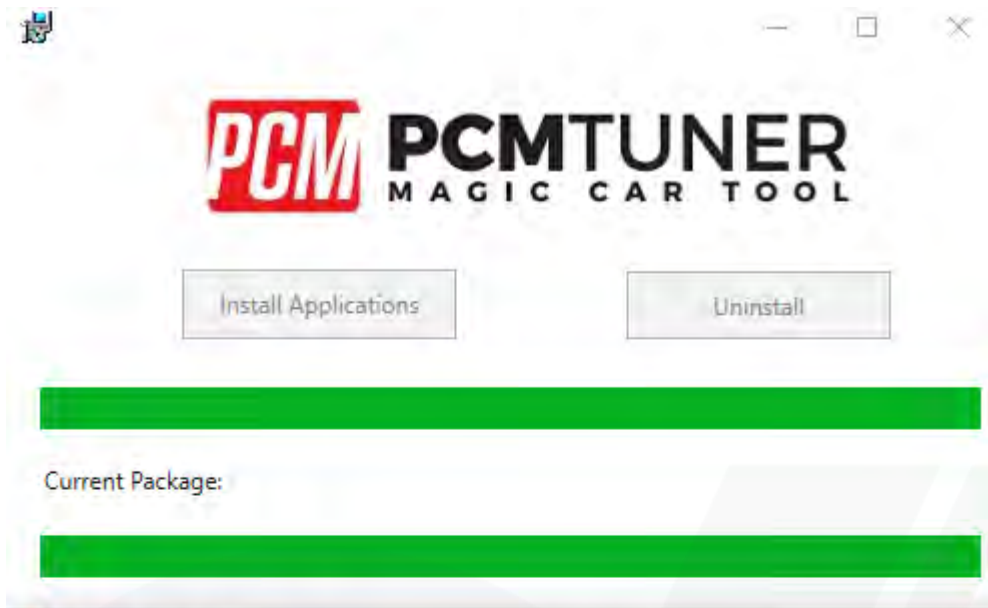 PCM PCMTUNER
MAGIC CAR TOOL
Install Applications Uninstall
Current Package: